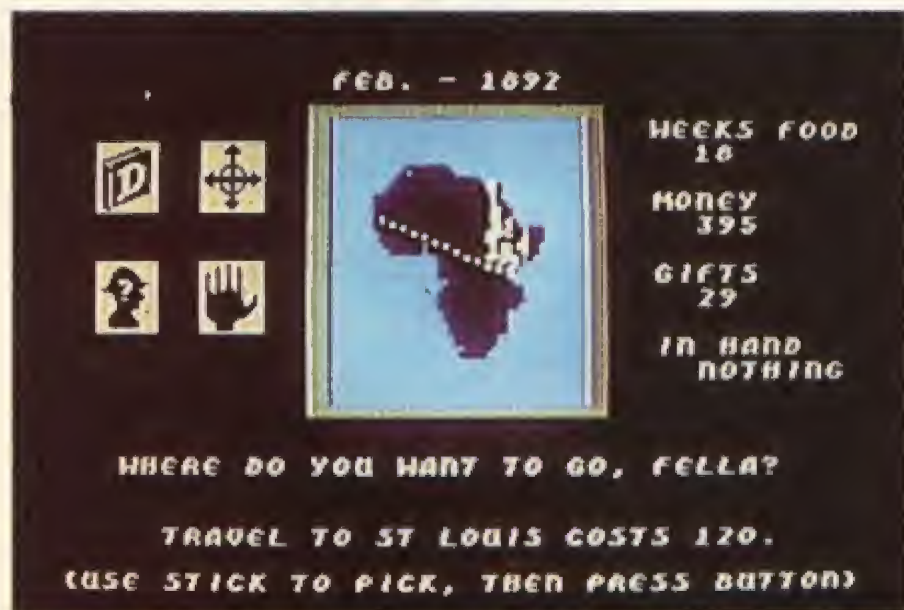 FEB. - 1892
D
?
WEEKS FOOD
18
MONEY
395
GIFTS
29
IN HAND
NOTHING
WHERE DO YOU WANT TO GO, FELLA?
TRAVEL TO ST LOUIS COSTS 120.
(USE STICK TO PICK, THEN PRESS BUTTON)